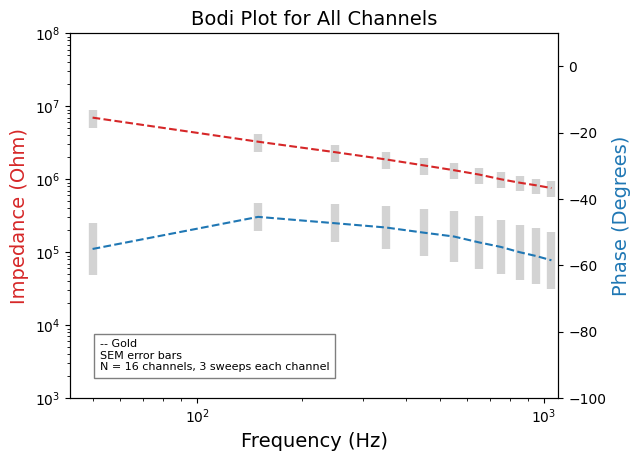 Bodi Plot for All Channels
10^8
10^7
10^6
10^5
10^4
10^3
Impedance (Ohm)
0
−20
−40
−60
−80
−100
Phase (Degrees)
-- Gold
SEM error bars
N = 16 channels, 3 sweeps each channel
10^2
10^3
Frequency (Hz)